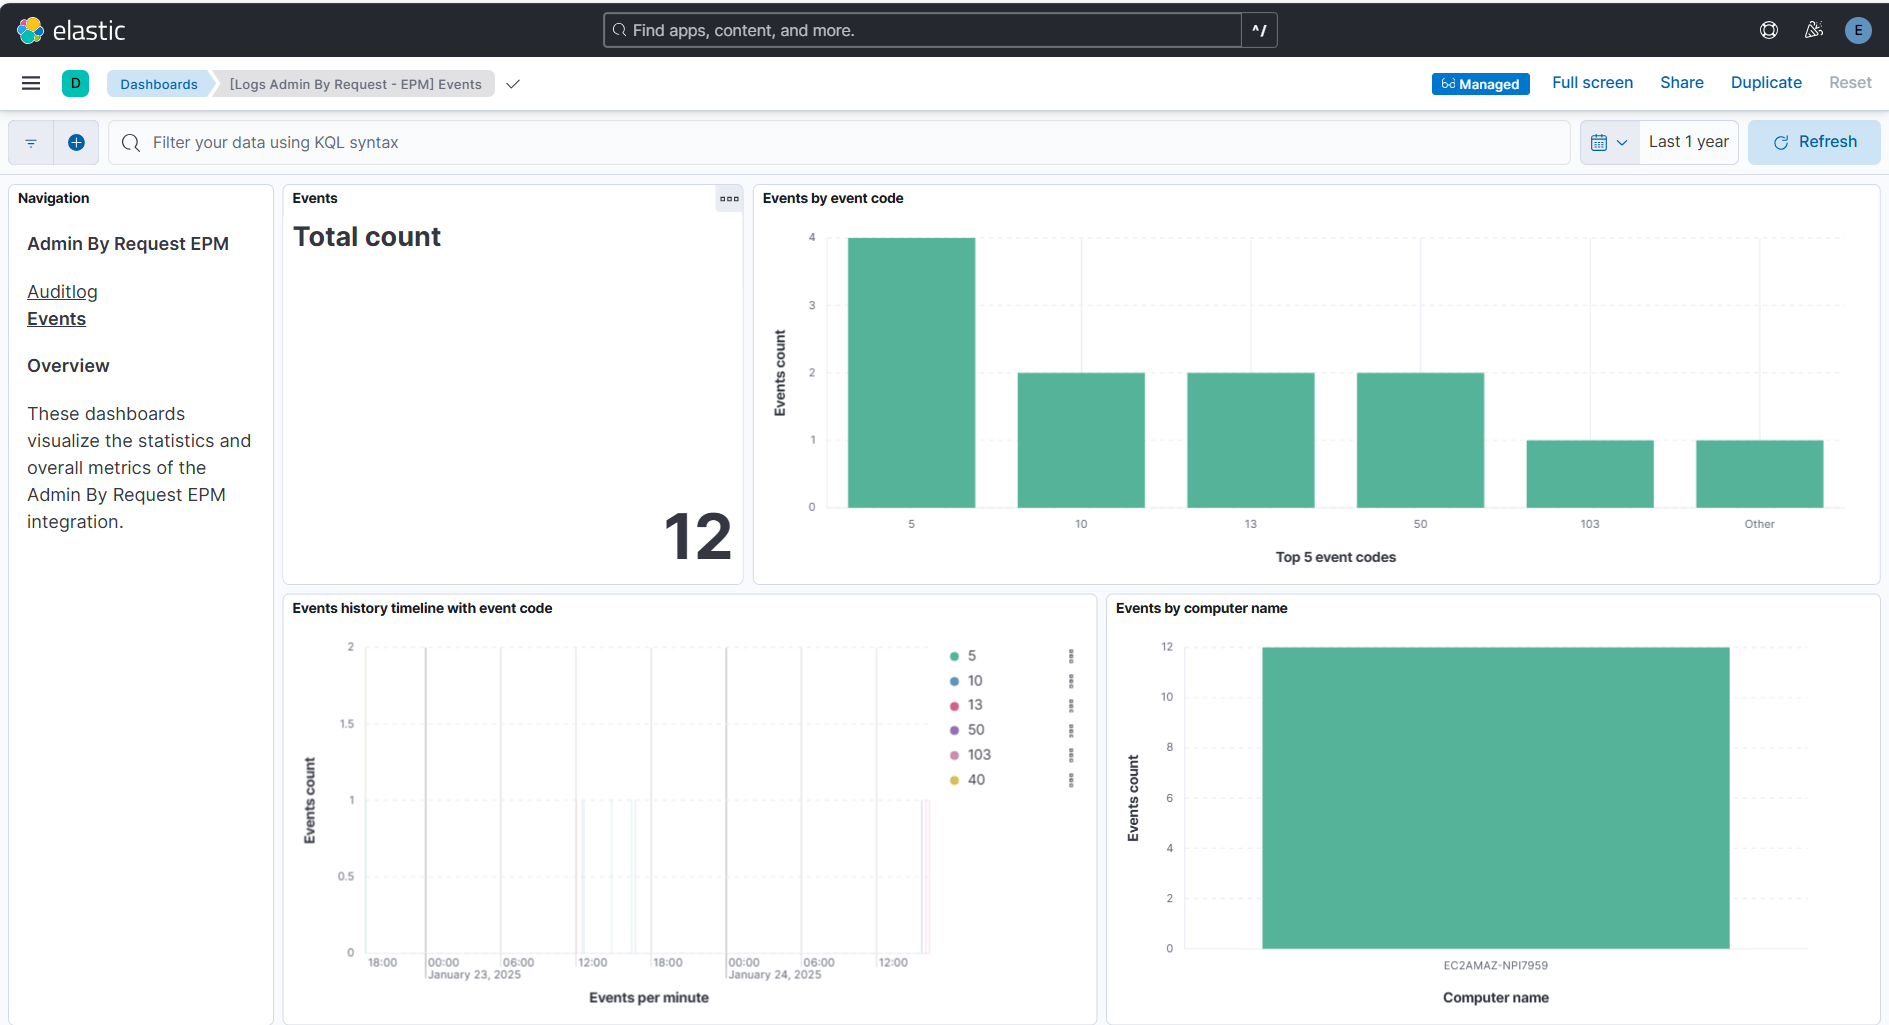 elastic
Find apps, content, and more.
^/
E
D
Dashboards
[Logs Admin By Request - EPM] Events
Managed
Full screen
Share
Duplicate
Reset
Filter your data using KQL syntax
Last 1 year
Refresh
Navigation
Admin By Request EPM
Auditlog
Events
Overview
These dashboards
visualize the statistics and
overall metrics of the
Admin By Request EPM
integration.
Events
Total count
12
Events by event code
Events count
4
3
2
1
0
5
10
13
50
103
Other
Top 5 event codes
Events history timeline with event code
Events count
2
1.5
1
0.5
0
18:00
00:00
January 23, 2025
06:00
12:00
18:00
00:00
January 24, 2025
06:00
12:00
Events per minute
5
10
13
50
103
40
Events by computer name
Events count
12
10
8
6
4
2
0
EC2AMAZ-NPI7959
Computer name